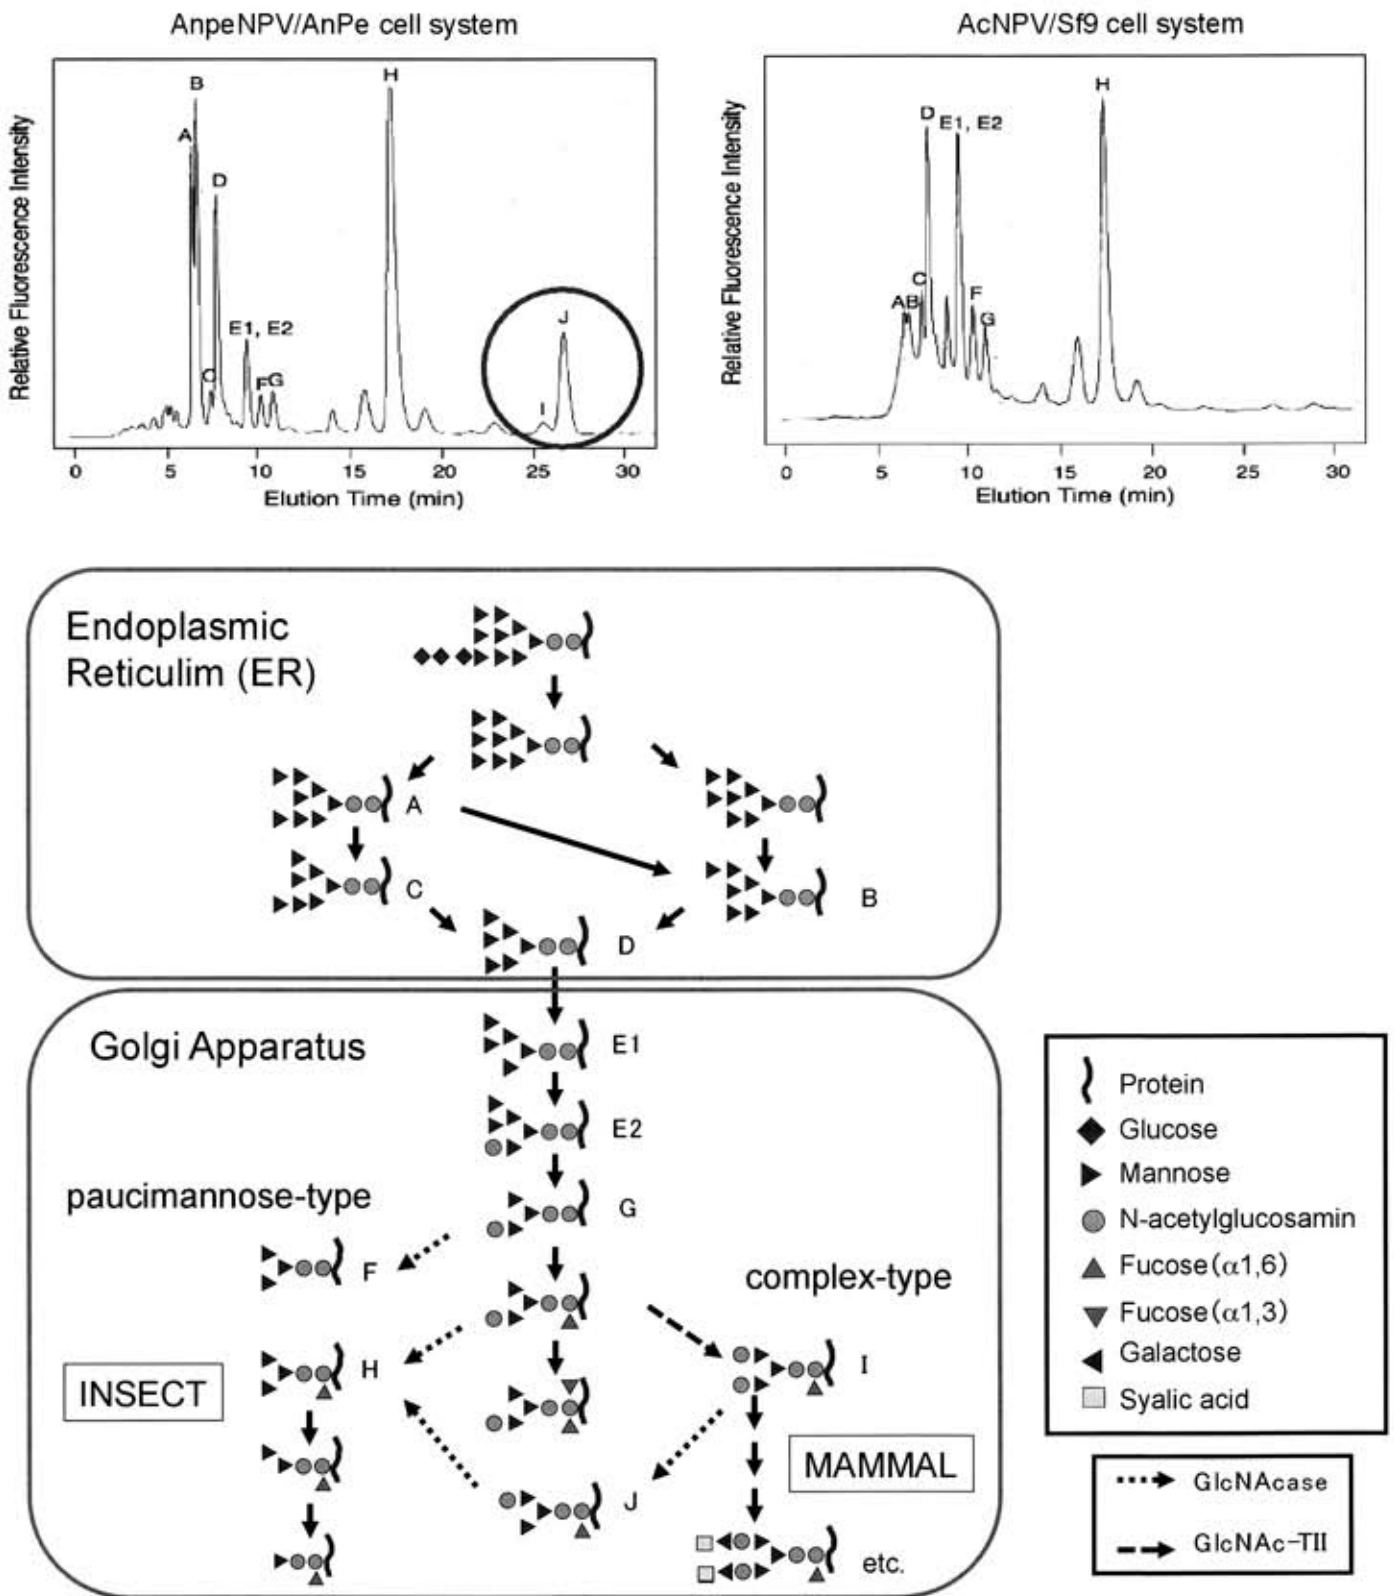 AnpeNPV/AnPe cell system
Relative Fluorescence Intensity
A
B
C
D
E1, E2
F
G
H
I
J
0 5 10 15 20 25 30
Elution Time (min)
AcNPV/Sf9 cell system
Relative Fluorescence Intensity
A B
C
D
E1, E2
F
G
H
0 5 10 15 20 25 30
Elution Time (min)
Endoplasmic
Reticulim (ER)
A
C
B
D
Golgi Apparatus
E1
E2
G
paucimannose-type
F
H
INSECT
complex-type
I
MAMMAL
J
etc.
Protein
Glucose
Mannose
N-acetylglucosamin
Fucose(α1,6)
Fucose(α1,3)
Galactose
Syalic acid
GlcNAcase
GlcNAc-TII